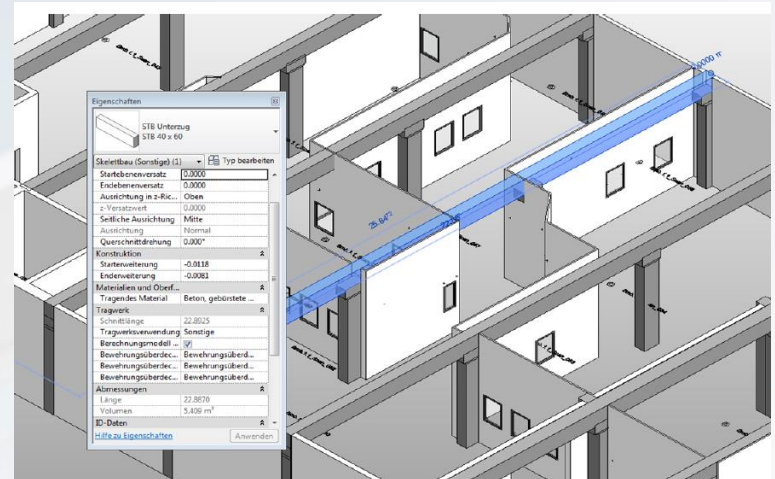 Eigenschaften
STB Unterzug
STB 40 x 60
Skelettbau (Sonstige) (1)
Typ bearbeiten
Startebenenversatz 0.0000
Endebenenversatz 0.0000
Ausrichtung in z-Ric... Oben
z-Versatzwert 0.0000
Seitliche Ausrichtung Mitte
Ausrichtung Normal
Querschnittdrehung 0.000°
Konstruktion
Starterweiterung -0.0118
Enderweiterung -0.0081
Materialien und Oberf...
Tragendes Material Beton, gebürstete ...
Tragwerk
Schnittlänge 22.8925
Tragwerksverwendung Sonstige
Berechnungsmodell ...
Bewehrungsüberdec... Bewehrungsüberd...
Bewehrungsüberdec... Bewehrungsüberd...
Bewehrungsüberdec... Bewehrungsüberd...
Abmessungen
Länge 22.8870
Volumen 5.409 m³
ID-Daten
Hilfe zu Eigenschaften
Anwenden